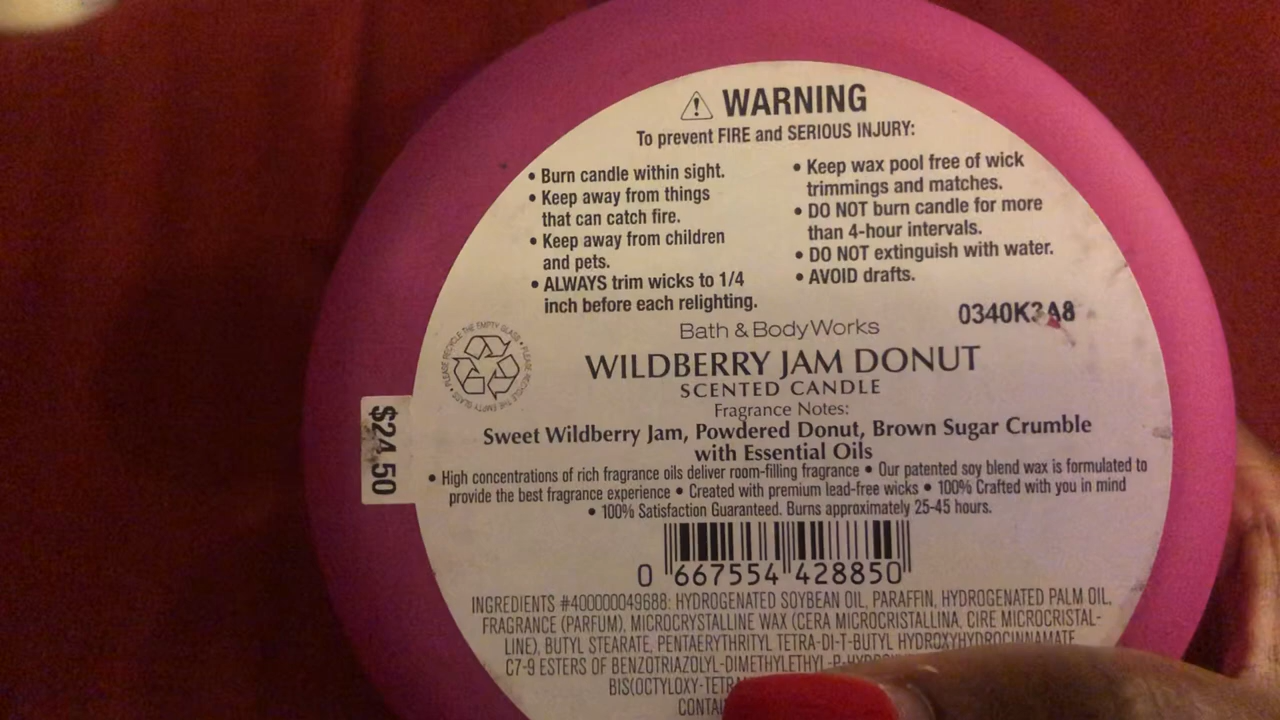 WARNING
To prevent FIRE and SERIOUS INJURY:
• Burn candle within sight.
• Keep away from things
that can catch fire.
• Keep away from children
and pets.
• ALWAYS trim wicks to 1/4
inch before each relighting.
• Keep wax pool free of wick
trimmings and matches.
• DO NOT burn candle for more
than 4-hour intervals.
• DO NOT extinguish with water.
• AVOID drafts.
0340K3A8
PLEASE RECYCLE THE EMPTY GLASS • PLEASE RECYCLE THE EMPTY GLASS •
Bath & Body Works
WILDBERRY JAM DONUT
SCENTED CANDLE
Fragrance Notes:
Sweet Wildberry Jam, Powdered Donut, Brown Sugar Crumble
with Essential Oils
• High concentrations of rich fragrance oils deliver room-filling fragrance • Our patented soy blend wax is formulated to
provide the best fragrance experience • Created with premium lead-free wicks • 100% Crafted with you in mind
• 100% Satisfaction Guaranteed. Burns approximately 25-45 hours.
$24.50
0 667554 428850
INGREDIENTS #400000049688: HYDROGENATED SOYBEAN OIL, PARAFFIN, HYDROGENATED PALM OIL,
FRAGRANCE (PARFUM), MICROCRYSTALLINE WAX (CERA MICROCRISTALLINA, CIRE MICROCRISTAL-
LINE), BUTYL STEARATE, PENTAERYTHRITYL TETRA-DI-T-BUTYL HYDROXYHYDROCINNAMATE
C7-9 ESTERS OF BENZOTRIAZOLYL-DIMETHYLETHYL-P-HYDRO
BIS(OCTYLOXY-TETRA
CONTAI